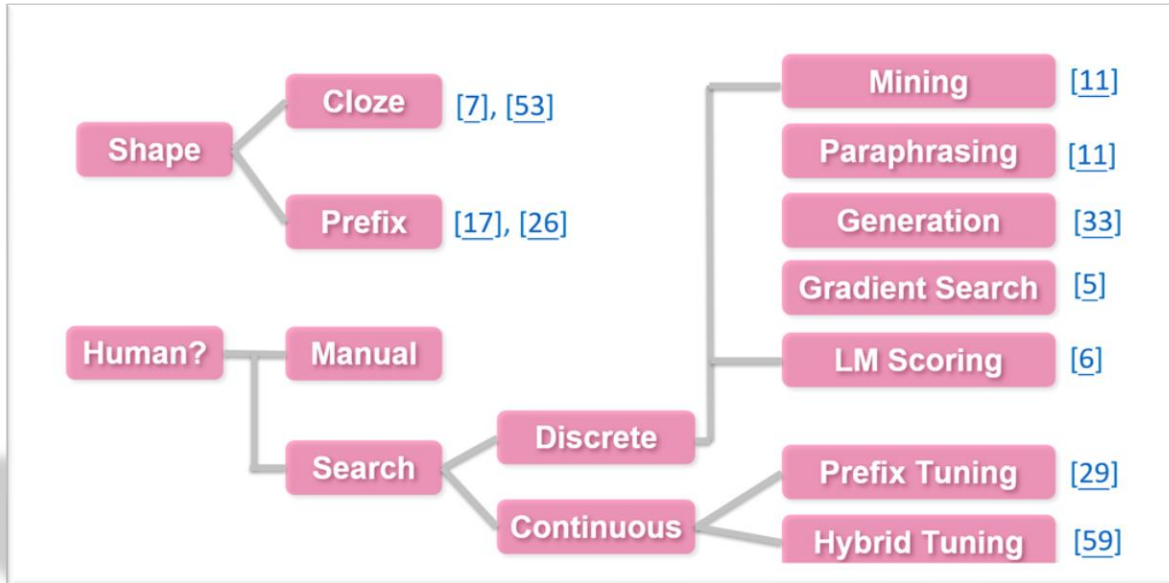 Shape
Cloze [7], [53]
Prefix [17], [26]
Human?
Manual
Search
Discrete
Mining [11]
Paraphrasing [11]
Generation [33]
Gradient Search [5]
LM Scoring [6]
Continuous
Prefix Tuning [29]
Hybrid Tuning [59]